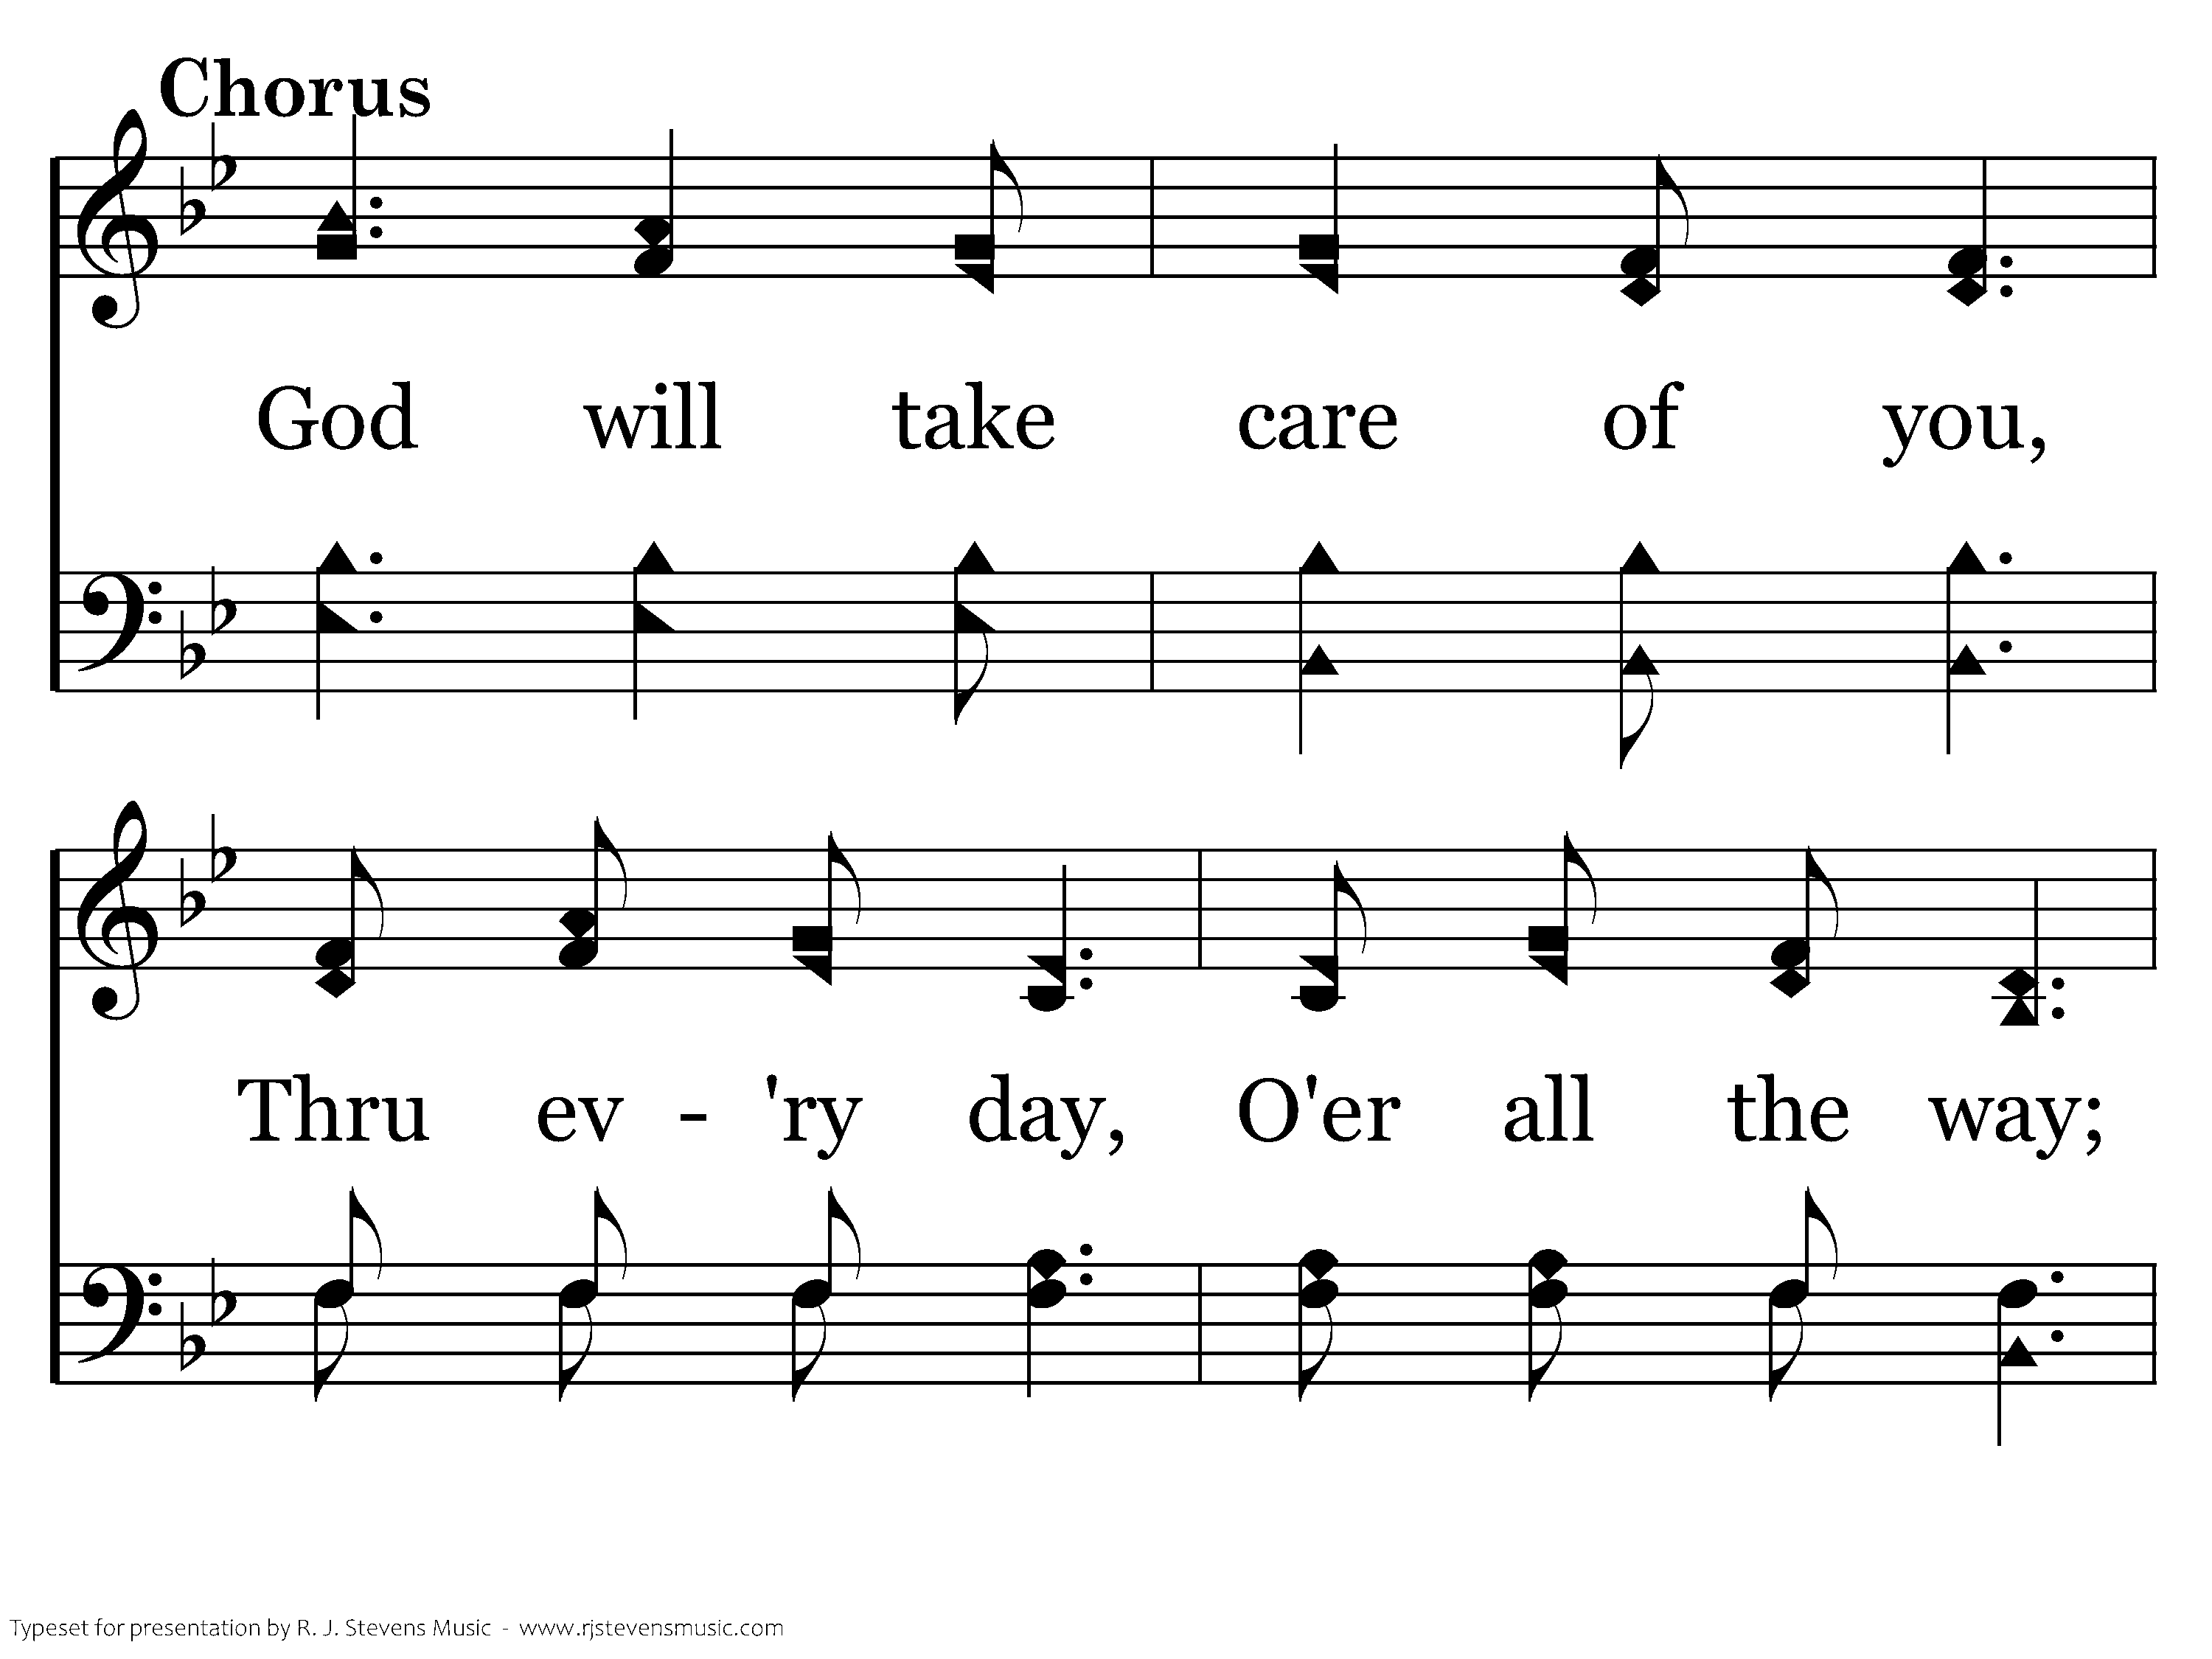 Chorus
God will take care of you,
Thru ev - 'ry day, O'er all the way;
Typeset for presentation by R. J. Stevens Music - www.rjstevensmusic.com